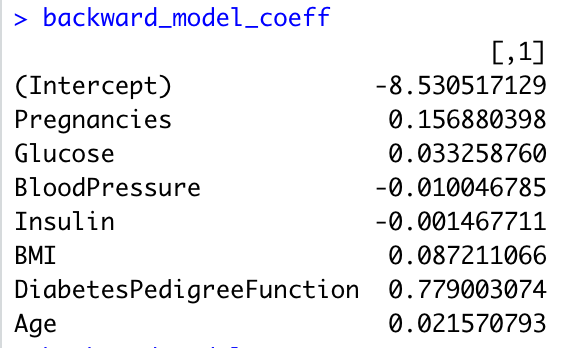 > backward_model_coeff
[,1]
(Intercept) -8.530517129
Pregnancies 0.156880398
Glucose 0.033258760
BloodPressure -0.010046785
Insulin -0.001467711
BMI 0.087211066
DiabetesPedigreeFunction 0.779003074
Age 0.021570793